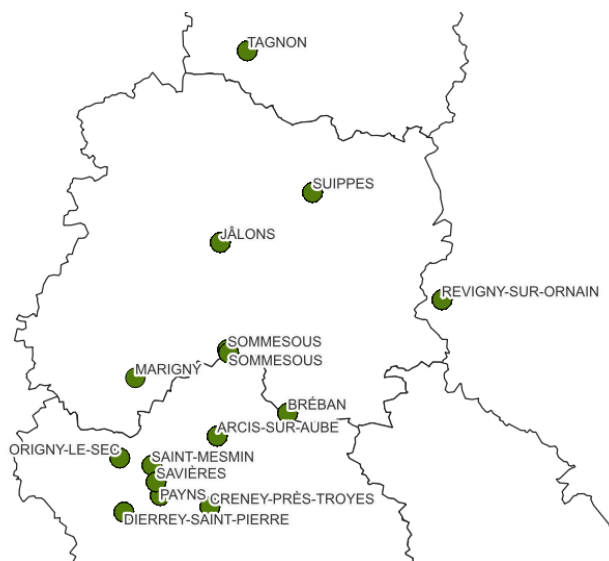 TAGNON
SUIPPES
JÂLONS
REVIGNY-SUR-ORNAIN
SOMMESOUS
SOMMESOUS
MARIGNY
BRÉBAN
ARCIS-SUR-AUBE
ORIGNY-LE-SEC
SAINT-MESMIN
SAVIÈRES
PAYNS
CRENEY-PRÈS-TROYES
DIERREY-SAINT-PIERRE